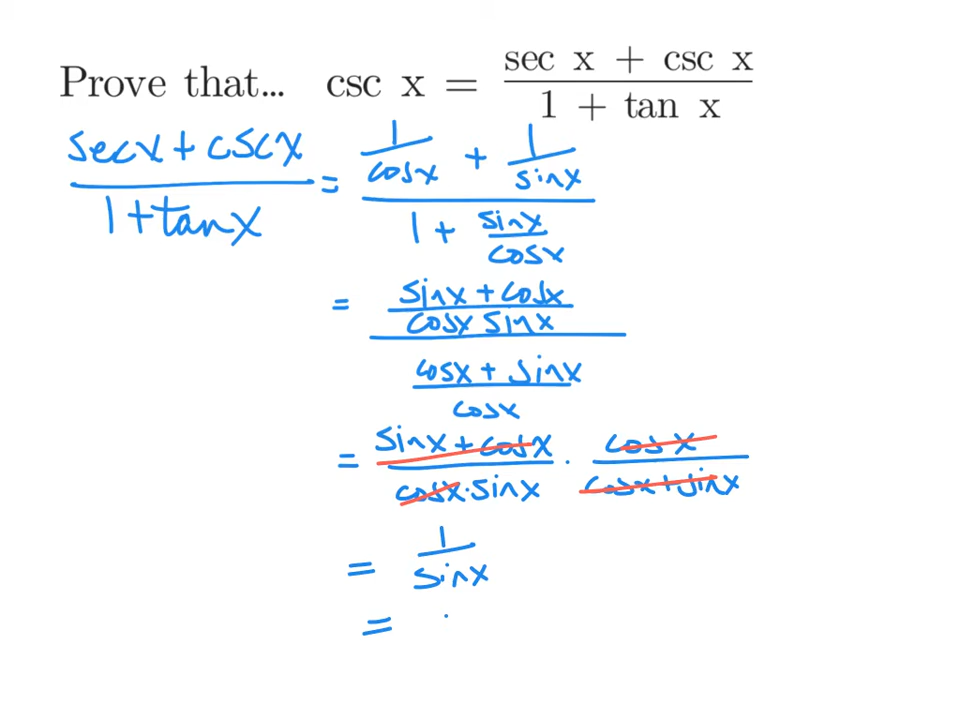 Prove that... csc x = (sec x + csc x)/(1 + tan x)
(secx + cscx)/(1 + tanx) = (1/cosx + 1/sinx)/(1 + sinx/cosx)
= ((sinx + cosx)/(cosx sinx))/((cosx + sinx)/cosx)
= (sinx + cosx)/(cosx · sinx) · (cosx)/(cosx + sinx)
= 1/sinx
=